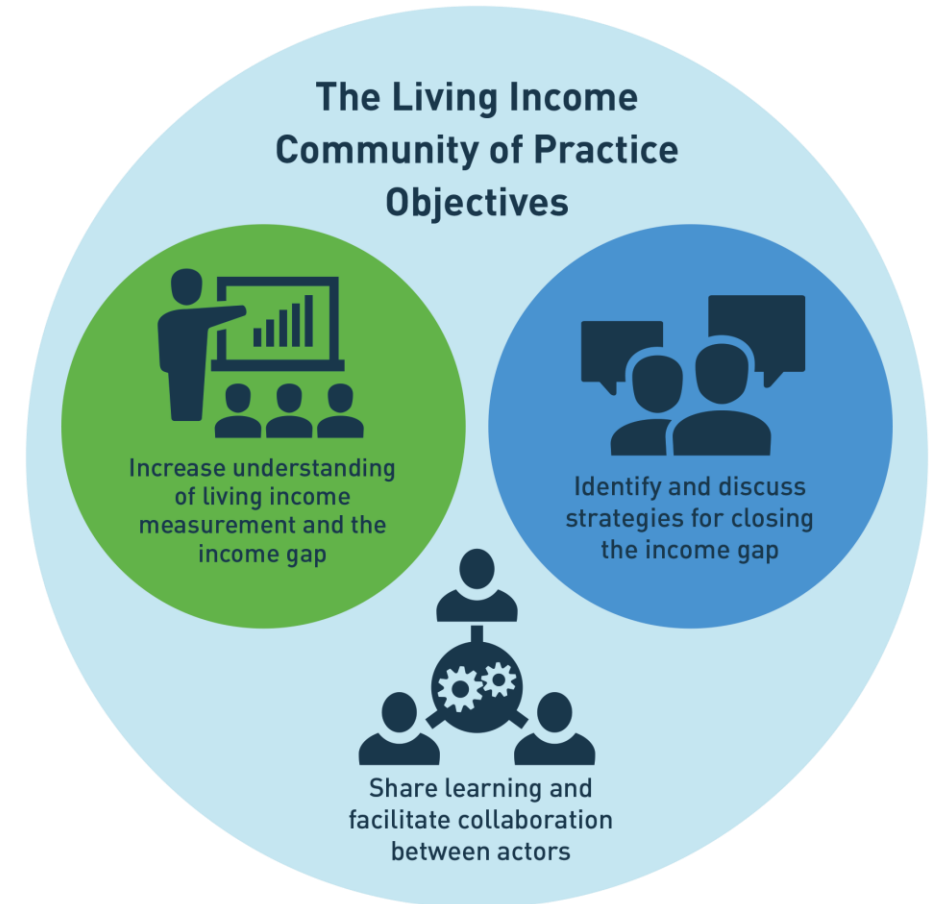 The Living Income
Community of Practice
Objectives
Increase understanding
of living income
measurement and the
income gap
Identify and discuss
strategies for closing
the income gap
Share learning and
facilitate collaboration
between actors